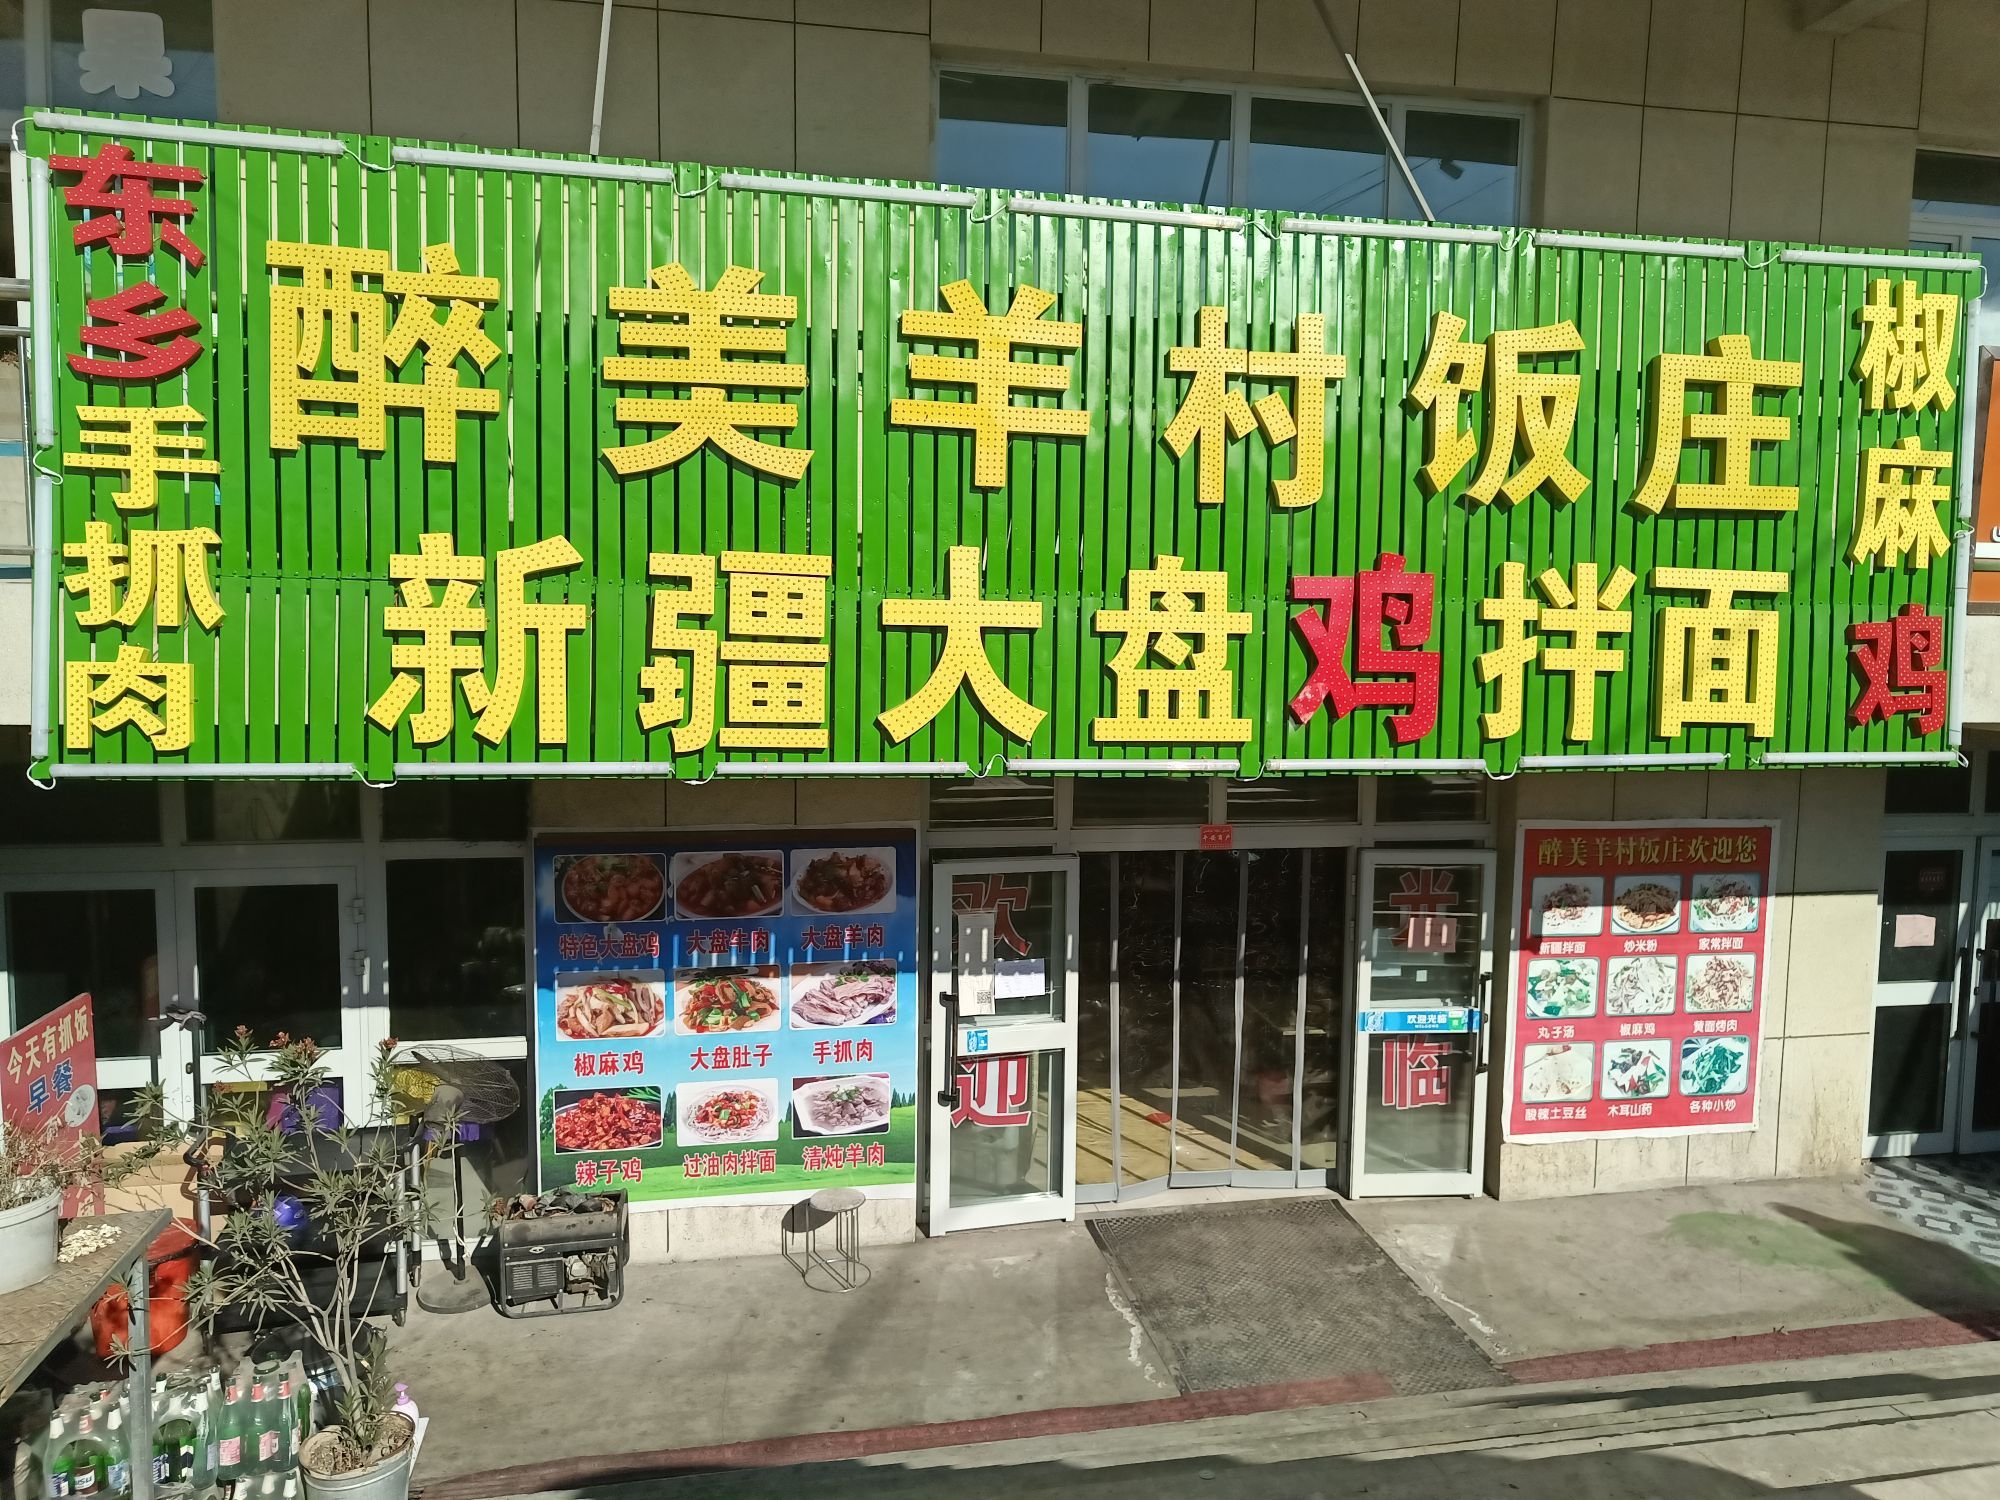 东乡手抓肉
醉美羊村饭庄
新疆大盘鸡拌面
椒麻鸡
特色大盘鸡 大盘牛肉 大盘羊肉
椒麻鸡 大盘肚子 手抓肉
辣子鸡 过油肉拌面 清炖羊肉
欢迎
光临
欢迎光临
WELCOME
平安商户
醉美羊村饭庄欢迎您
新疆拌面 炒米粉 家常拌面
丸子汤 椒麻鸡 黄面烤肉
酸辣土豆丝 木耳山药 各种小炒
今天有抓饭
早餐